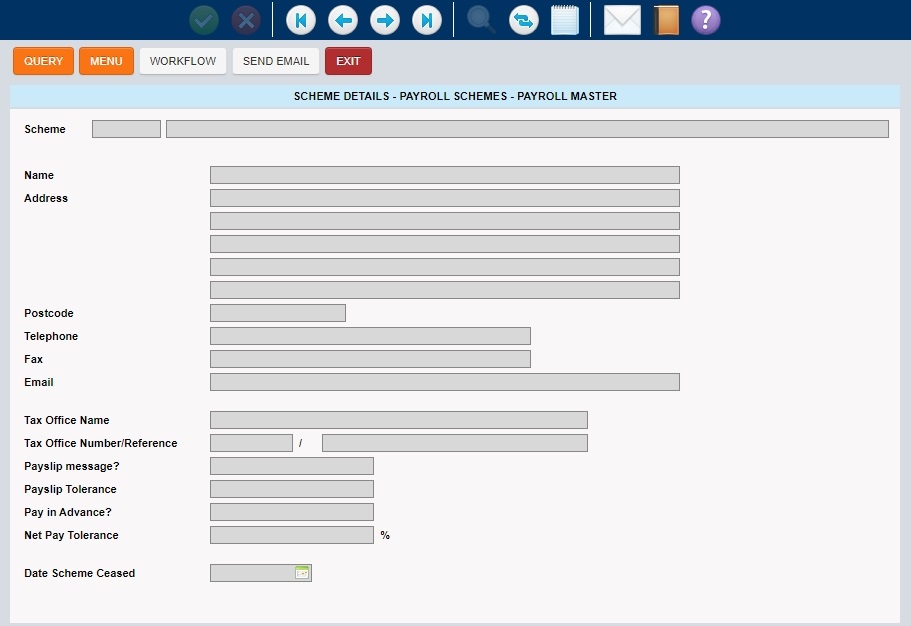 ?
QUERY MENU WORKFLOW SEND EMAIL EXIT
SCHEME DETAILS - PAYROLL SCHEMES - PAYROLL MASTER
Scheme
Name
Address
Postcode
Telephone
Fax
Email
Tax Office Name
Tax Office Number/Reference /
Payslip message?
Payslip Tolerance
Pay in Advance?
Net Pay Tolerance %
Date Scheme Ceased